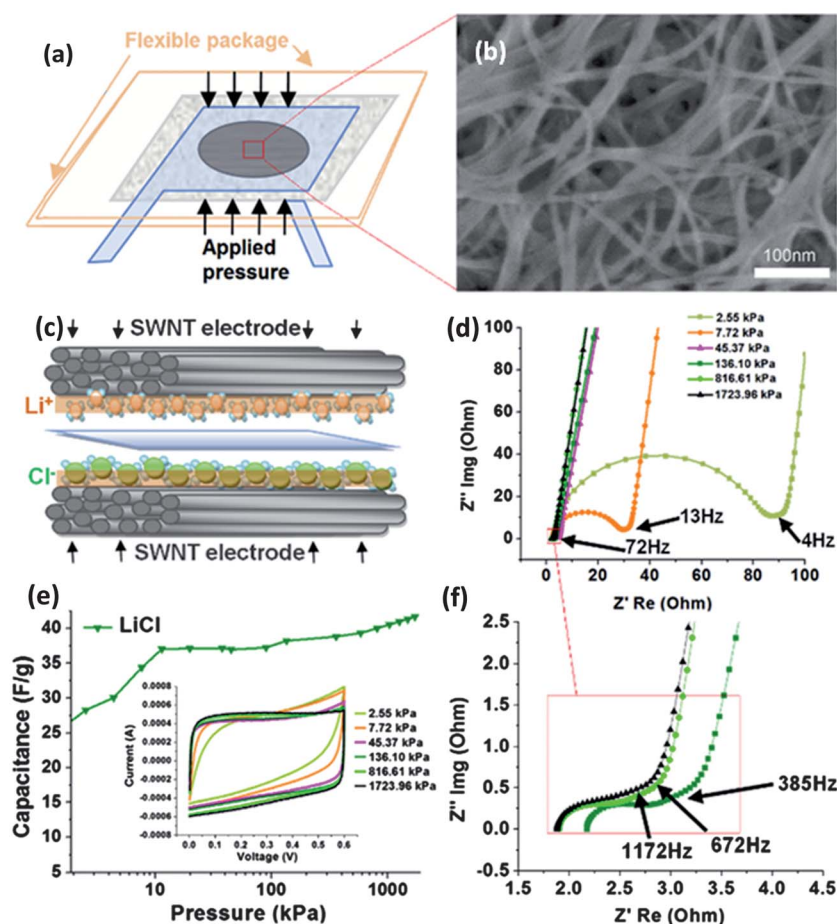 (a)
Flexible package
Applied
pressure
(b)
100nm
(c)
SWNT electrode
Li⁺
Cl⁻
SWNT electrode
(d)
Z'' Img (Ohm)
100
80
60
40
20
0
2.55 kPa
7.72 kPa
45.37 kPa
136.10 kPa
816.61 kPa
1723.96 kPa
13Hz
72Hz
4Hz
0 20 40 60 80 100
Z' Re (Ohm)
(e)
Capacitance (F/g)
40
35
30
25
20
15
10
5
LiCl
Current (A)
0.0008
0.0006
0.0004
0.0002
0.0000
-0.0002
-0.0004
-0.0006
-0.0008
2.55 kPa
7.72 kPa
45.37 kPa
136.10 kPa
816.61 kPa
1723.96 kPa
0.0 0.1 0.2 0.3 0.4 0.5 0.6
Voltage (V)
10 100 1000
Pressure (kPa)
(f)
Z'' Img (Ohm)
2.5
2.0
1.5
1.0
0.5
0.0
-0.5
385Hz
672Hz
1172Hz
1.5 2.0 2.5 3.0 3.5 4.0 4.5
Z' Re (Ohm)